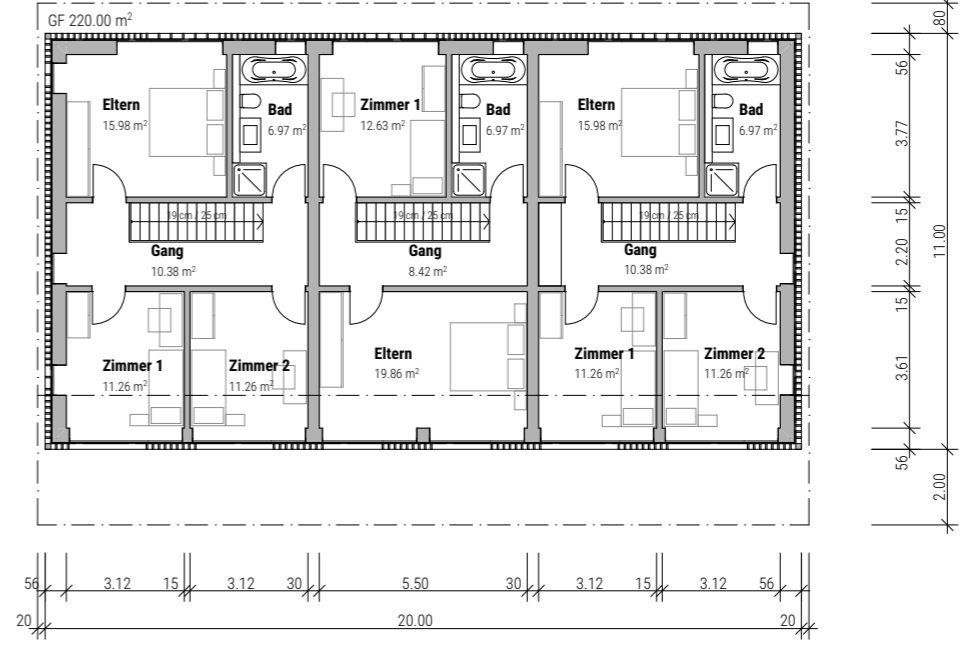 GF 220.00 m²
Eltern
15.98 m²
Bad
6.97 m²
Zimmer 1
12.63 m²
Bad
6.97 m²
Eltern
15.98 m²
Bad
6.97 m²
19 cm / 25 cm
19 cm / 25 cm
19 cm / 25 cm
Gang
10.38 m²
Gang
8.42 m²
Gang
10.38 m²
Zimmer 1
11.26 m²
Zimmer 2
11.26 m²
Eltern
19.86 m²
Zimmer 1
11.26 m²
Zimmer 2
11.26 m²
80
56
3.77
15
2.20
11.00
15
3.61
56
2.00
56
3.12
15
3.12
30
5.50
30
3.12
15
3.12
56
20
20.00
20